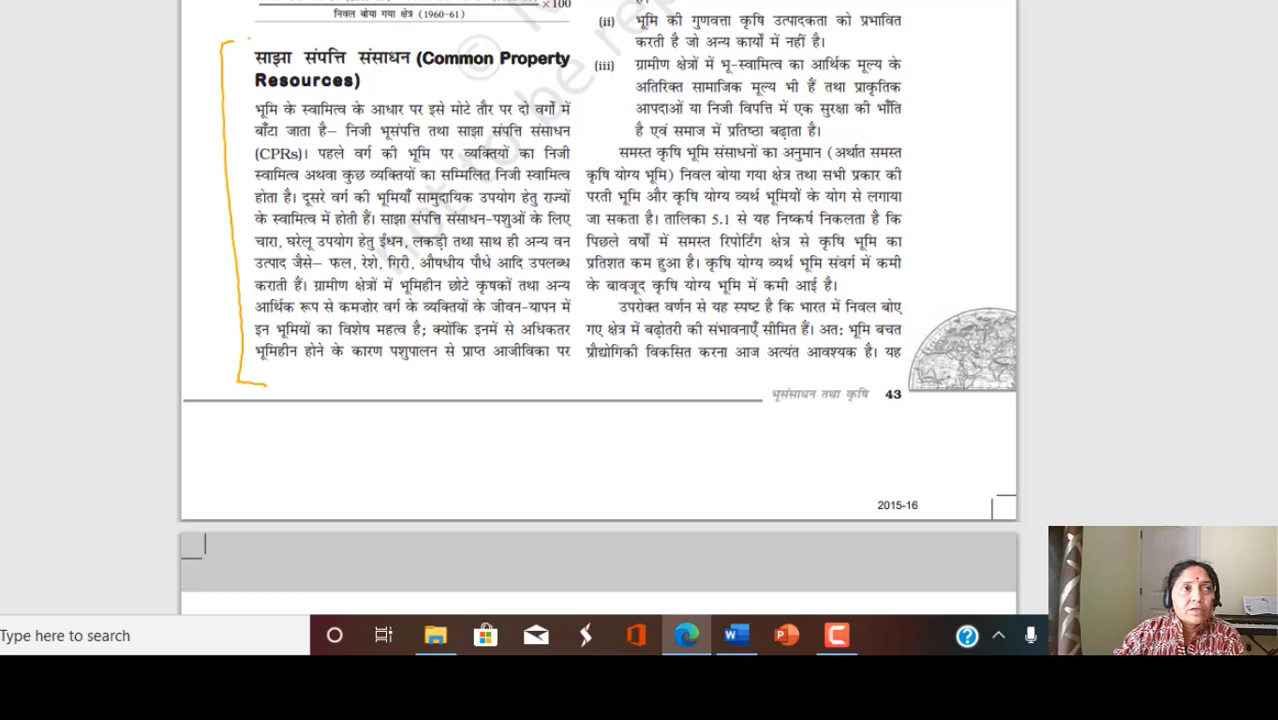 ×100
निवल बोया गया क्षेत्र (1960-61)
साझा संपत्ति संसाधन (Common Property
Resources)
भूमि के स्वामित्व के आधार पर इसे मोटे तौर पर दो वर्गों में
बाँटा जाता है– निजी भूसंपत्ति तथा साझा संपत्ति संसाधन
(CPRs)। पहले वर्ग की भूमि पर व्यक्तियों का निजी
स्वामित्व अथवा कुछ व्यक्तियों का सम्मिलित निजी स्वामित्व
होता है। दूसरे वर्ग की भूमियाँ सामुदायिक उपयोग हेतु राज्यों
के स्वामित्व में होती हैं। साझा संपत्ति संसाधन-पशुओं के लिए
चारा, घरेलू उपयोग हेतु ईंधन, लकड़ी तथा साथ ही अन्य वन
उत्पाद जैसे– फल, रेशे, गिरी, औषधीय पौधे आदि उपलब्ध
कराती हैं। ग्रामीण क्षेत्रों में भूमिहीन छोटे कृषकों तथा अन्य
आर्थिक रूप से कमजोर वर्ग के व्यक्तियों के जीवन-यापन में
इन भूमियों का विशेष महत्व है; क्योंकि इनमें से अधिकतर
भूमिहीन होने के कारण पशुपालन से प्राप्त आजीविका पर
है।
(ii) भूमि की गुणवत्ता कृषि उत्पादकता को प्रभावित
करती है जो अन्य कार्यों में नहीं है।
(iii) ग्रामीण क्षेत्रों में भू-स्वामित्व का आर्थिक मूल्य के
अतिरिक्त सामाजिक मूल्य भी हैं तथा प्राकृतिक
आपदाओं या निजी विपत्ति में एक सुरक्षा की भाँति
है एवं समाज में प्रतिष्ठा बढ़ाता है।
समस्त कृषि भूमि संसाधनों का अनुमान (अर्थात समस्त
कृषि योग्य भूमि) निवल बोया गया क्षेत्र तथा सभी प्रकार की
परती भूमि और कृषि योग्य व्यर्थ भूमियों के योग से लगाया
जा सकता है। तालिका 5.1 से यह निष्कर्ष निकलता है कि
पिछले वर्षों में समस्त रिपोर्टिंग क्षेत्र से कृषि भूमि का
प्रतिशत कम हुआ है। कृषि योग्य व्यर्थ भूमि संवर्ग में कमी
के बावजूद कृषि योग्य भूमि में कमी आई है।
उपरोक्त वर्णन से यह स्पष्ट है कि भारत में निवल बोए
गए क्षेत्र में बढ़ोतरी की संभावनाएँ सीमित हैं। अत: भूमि बचत
प्रौद्योगिकी विकसित करना आज अत्यंत आवश्यक है। यह
भूसंसाधन तथा कृषि 43
2015-16
© not to be re
Type here to search